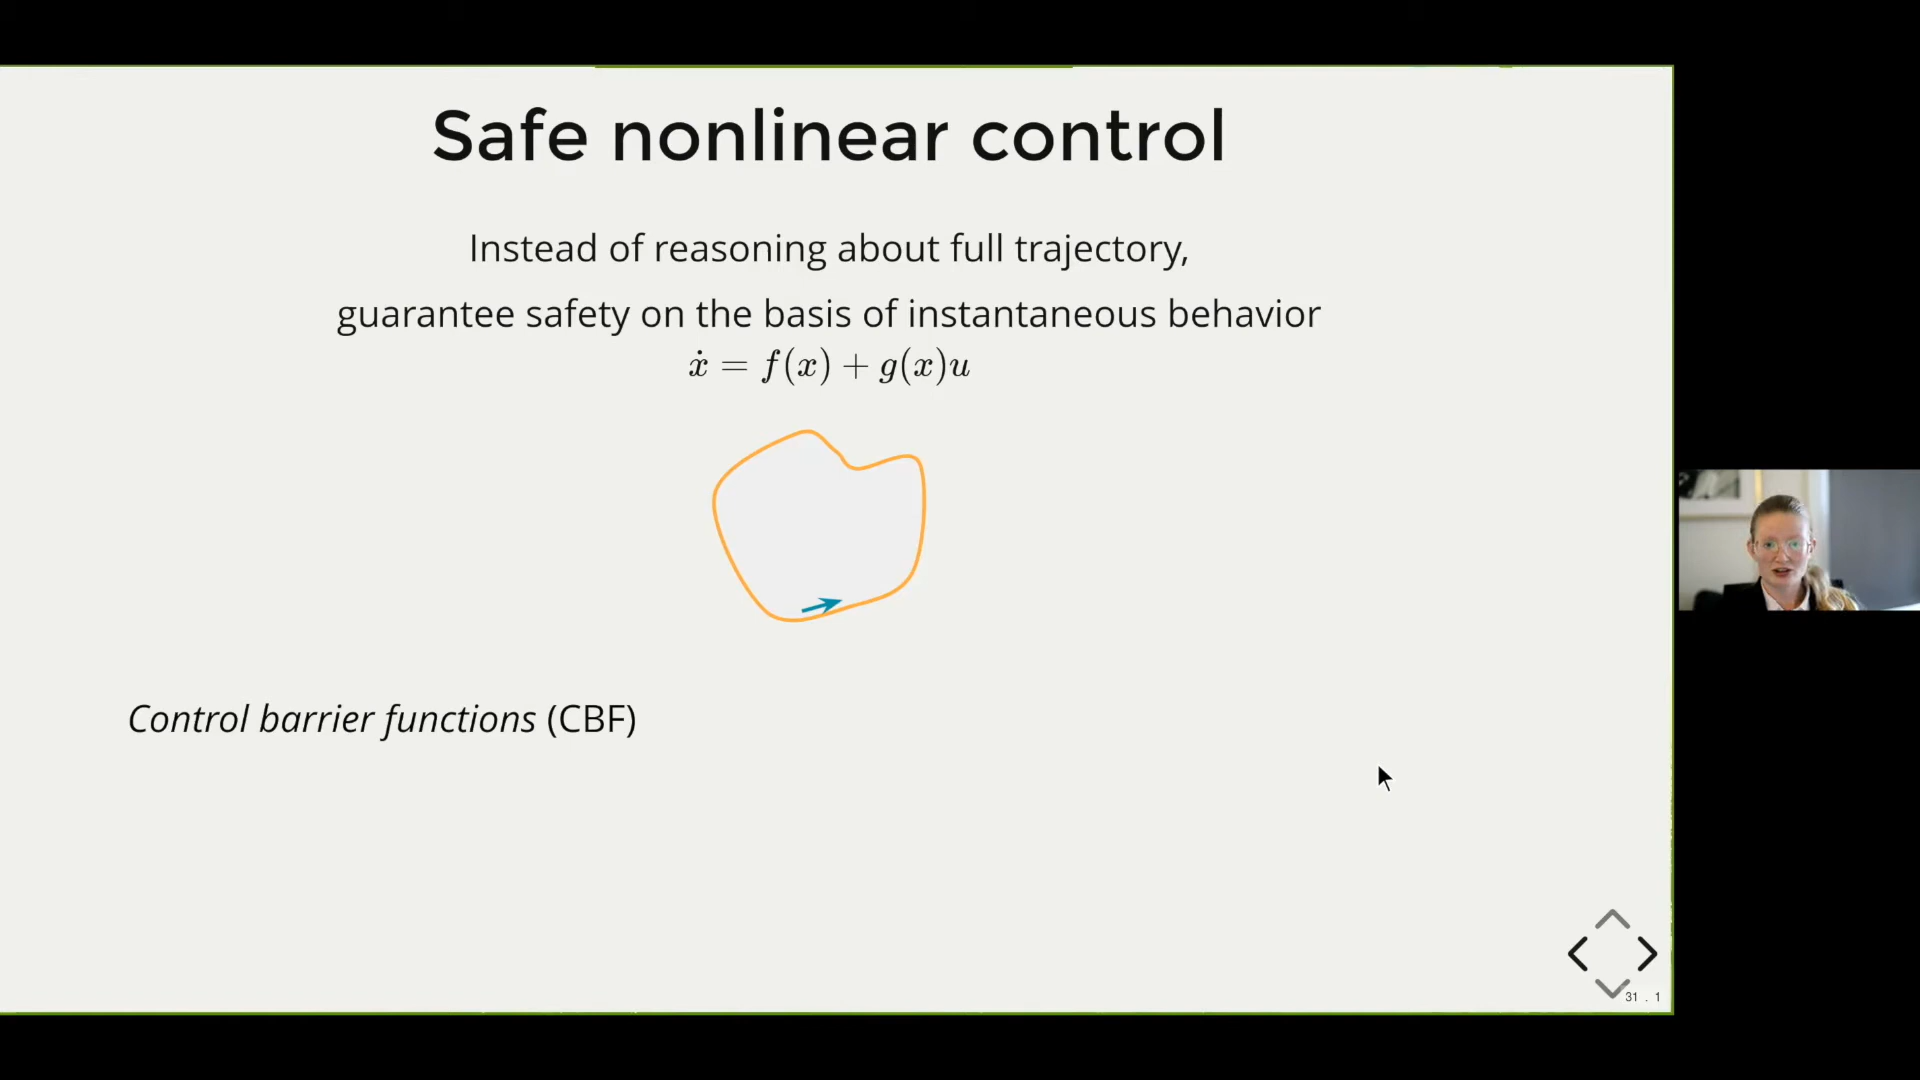 Safe nonlinear control
Instead of reasoning about full trajectory,
guarantee safety on the basis of instantaneous behavior
ẋ = f(x) + g(x)u
Control barrier functions (CBF)
31 . 1